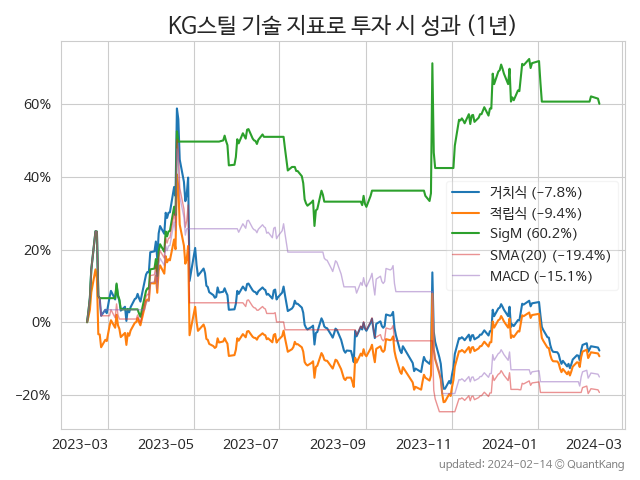 KG스틸 기술 지표로 투자 시 성과 (1년)
60%
40%
20%
0%
−20%
거치식 (−7.8%)
적립식 (−9.4%)
SigM (60.2%)
SMA(20) (−19.4%)
MACD (−15.1%)
2023-03 2023-05 2023-07 2023-09 2023-11 2024-01 2024-03
updated: 2024-02-14 © QuantKang